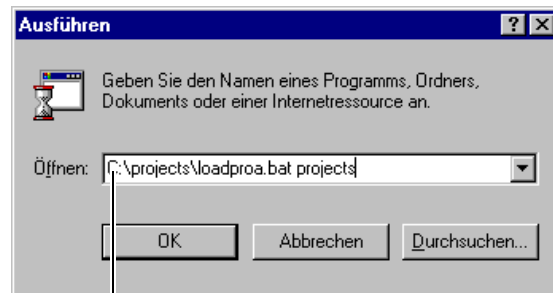 Ausführen
Geben Sie den Namen eines Programms, Ordners,
Dokuments oder einer Internetressource an.
Öffnen: C:\projects\loadproa.bat projects
OK Abbrechen Durchsuchen...